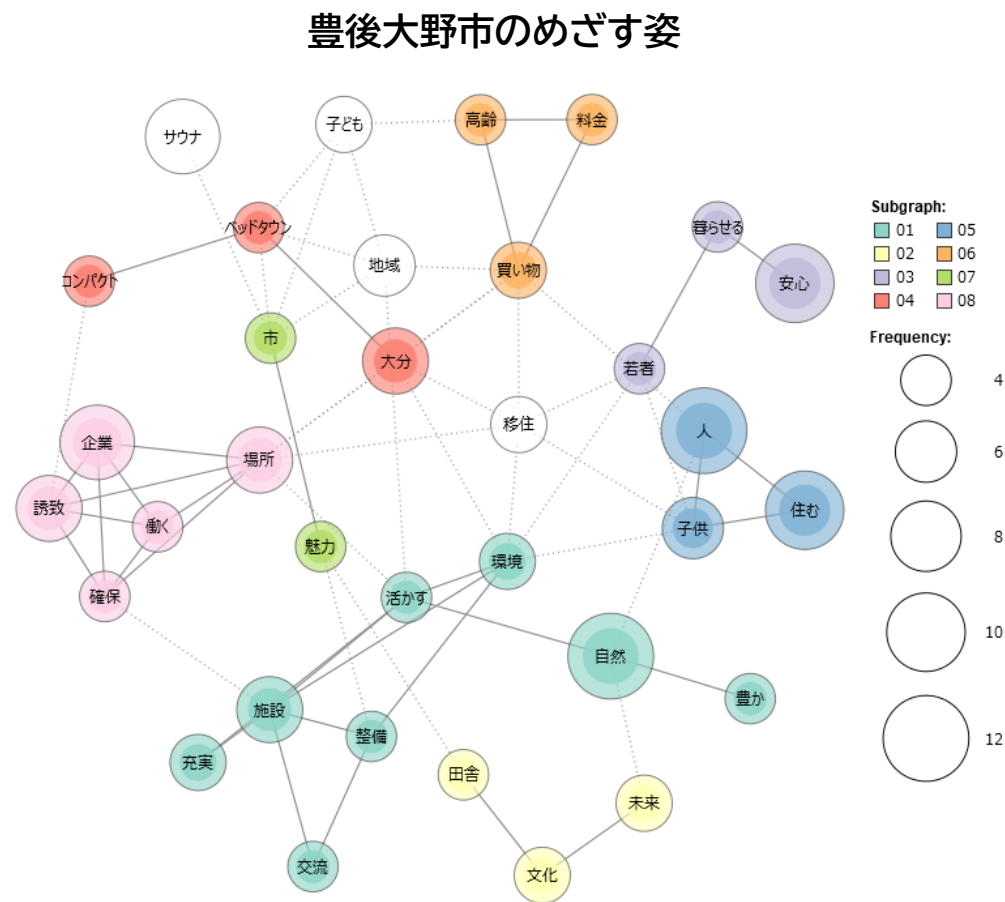 豊後大野市のめざす姿
サウナ
子ども
高齢
料金
ベッドタウン
暮らせる
コンパクト
地域
買い物
安心
市
大分
若者
移住
人
企業
場所
誘致
働く
住む
子供
魅力
環境
確保
活かす
自然
豊か
施設
整備
充実
田舎
未来
交流
文化
Subgraph:
01 05
02 06
03 07
04 08
Frequency:
4
6
8
10
12